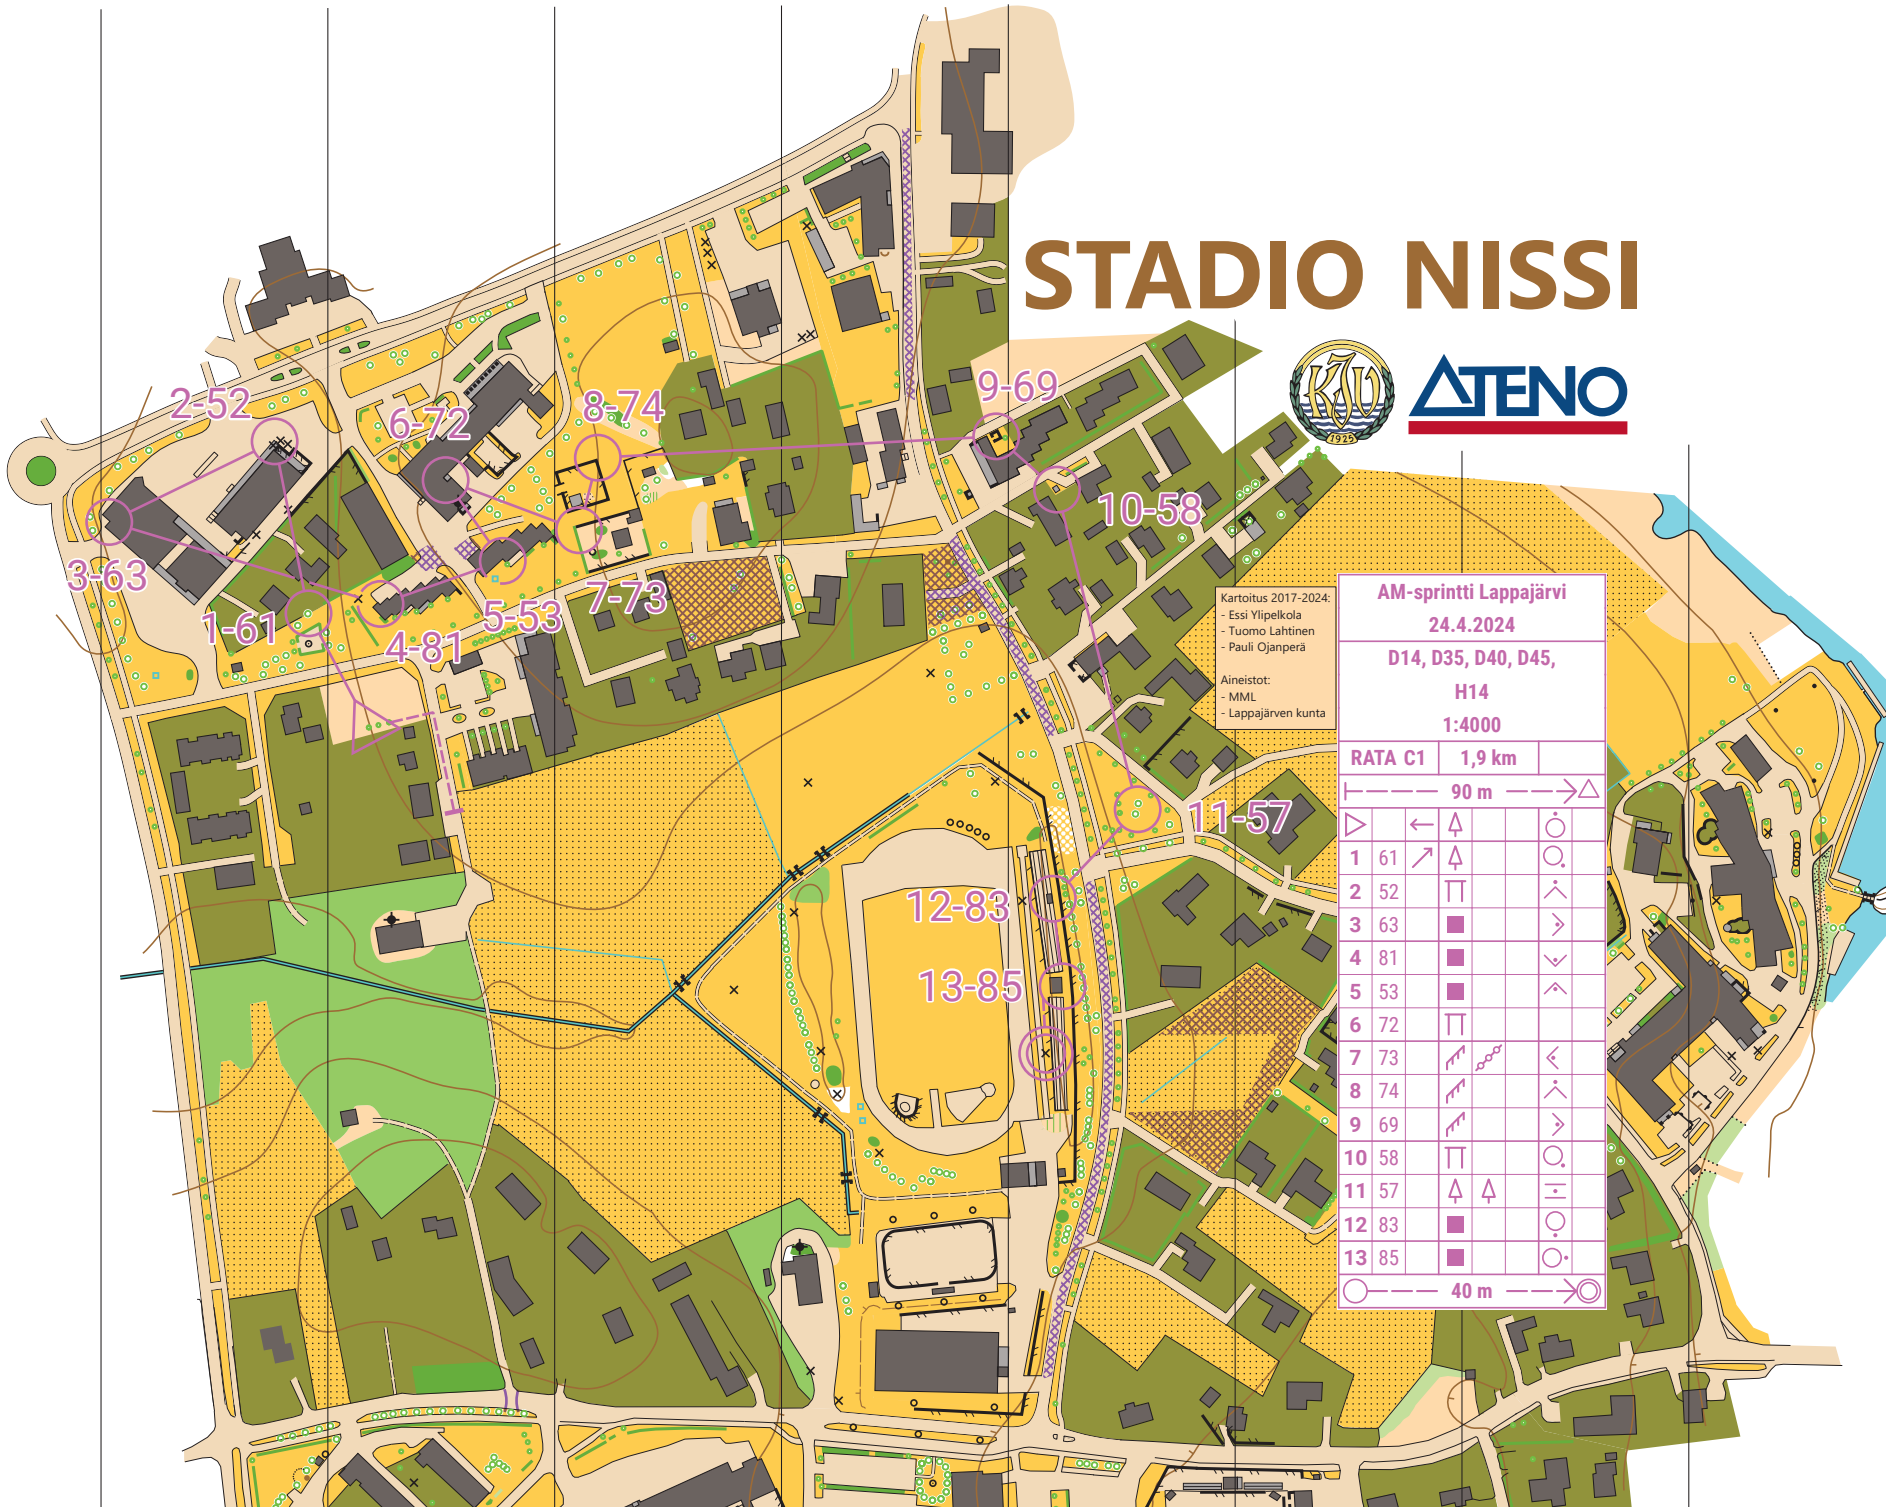 STADIO NISSI
KJV
1925
ATENO
2-52
6-72
8-74
9-69
10-58
3-63
1-61
4-81
5-53
7-73
11-57
12-83
13-85
Kartoitus 2017-2024:
- Essi Ylipelkola
- Tuomo Lahtinen
- Pauli Ojanperä
Aineistot:
- MML
- Lappajärven kunta
AM-sprintti Lappajärvi
24.4.2024
D14, D35, D40, D45,
H14
1:4000
RATA C1 1,9 km
90 m
1 61
2 52
3 63
4 81
5 53
6 72
7 73
8 74
9 69
10 58
11 57
12 83
13 85
40 m